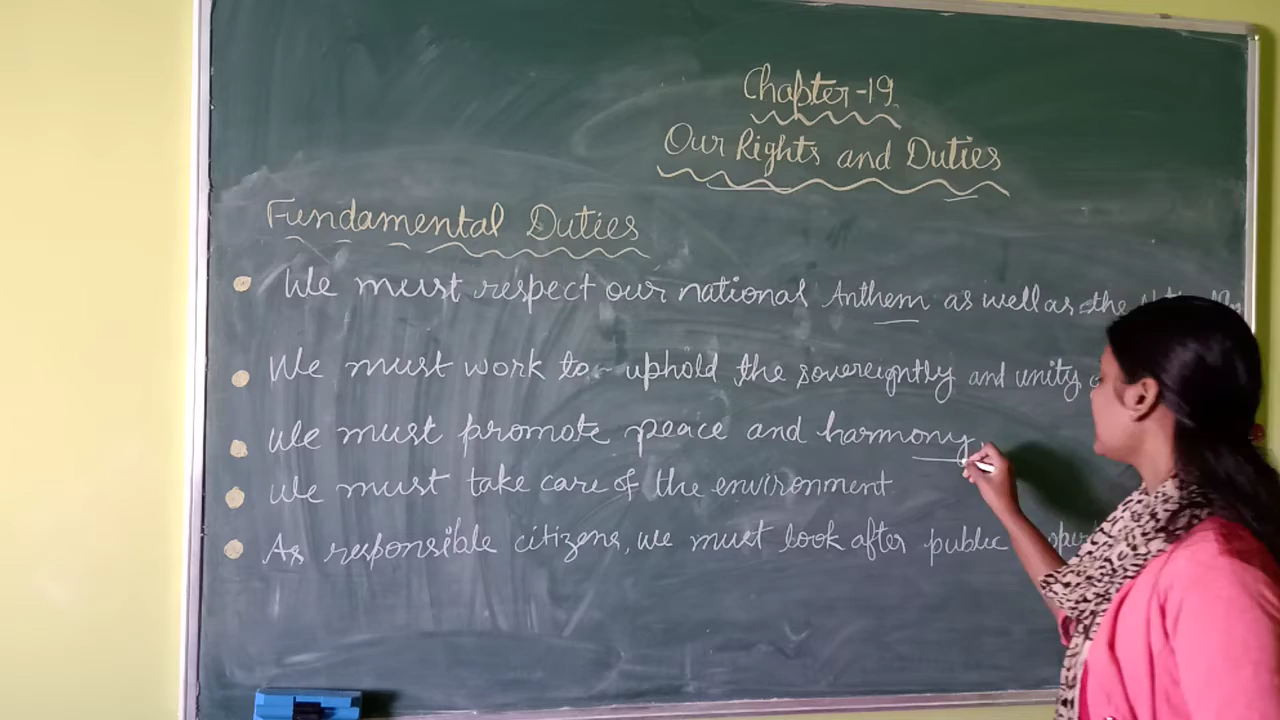 Chapter-19
Our Rights and Duties
Fundamental Duties
We must respect our national Anthem as well as the
We must work to uphold the sovereigntly and unity
We must promote peace and harmony.
We must take care of the environment
As responsible citizens, we must look after public